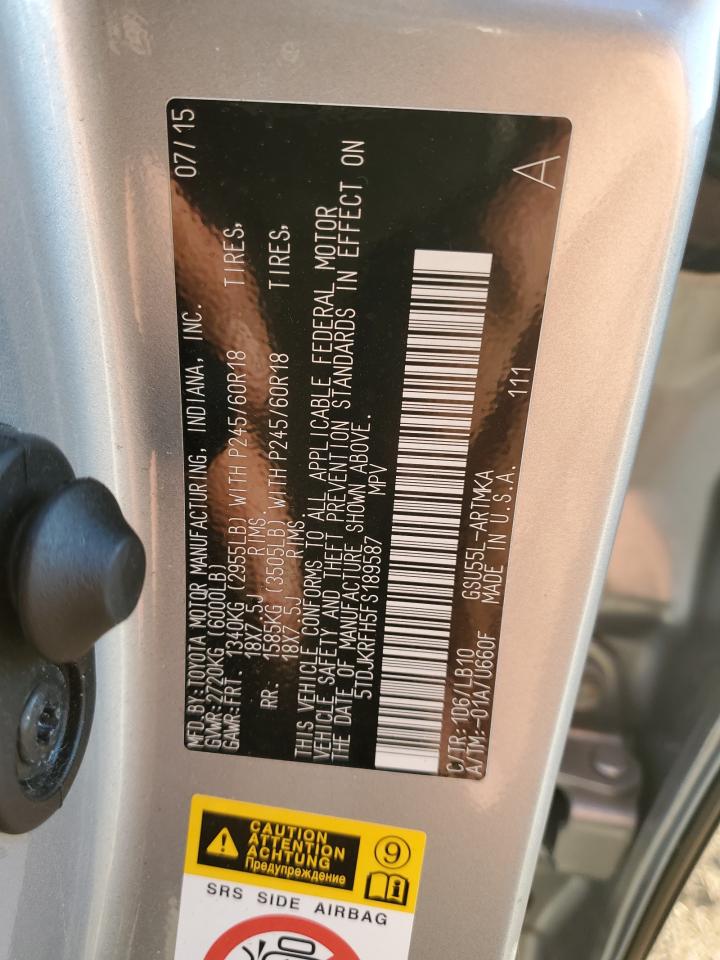 MFD.BY:TOYOTA MOTOR MANUFACTURING, INDIANA, INC. 07/15
GVWR:2720KG (6000LB)
GAWR:FRT. 1340KG (2955LB) WITH P245/60R18 TIRES,
18X7.5J RIMS.
RR: 1585KG (3505LB) WITH P245/60R18 TIRES,
18X7.5J RIMS.
THIS VEHICLE CONFORMS TO ALL APPLICABLE FEDERAL MOTOR
VEHICLE SAFETY AND THEFT PREVENTION STANDARDS IN EFFECT ON
THE DATE OF MANUFACTURE SHOWN ABOVE.
5TDJKRFH5FS189587 MPV
C/TR:1D6/LB10 GSU55L-ARTMKA 111 A
A/TM:-01A/U660F MADE IN U.S.A.
CAUTION
ATTENTION
ACHTUNG
Предупреждение
9
SRS SIDE AIRBAG